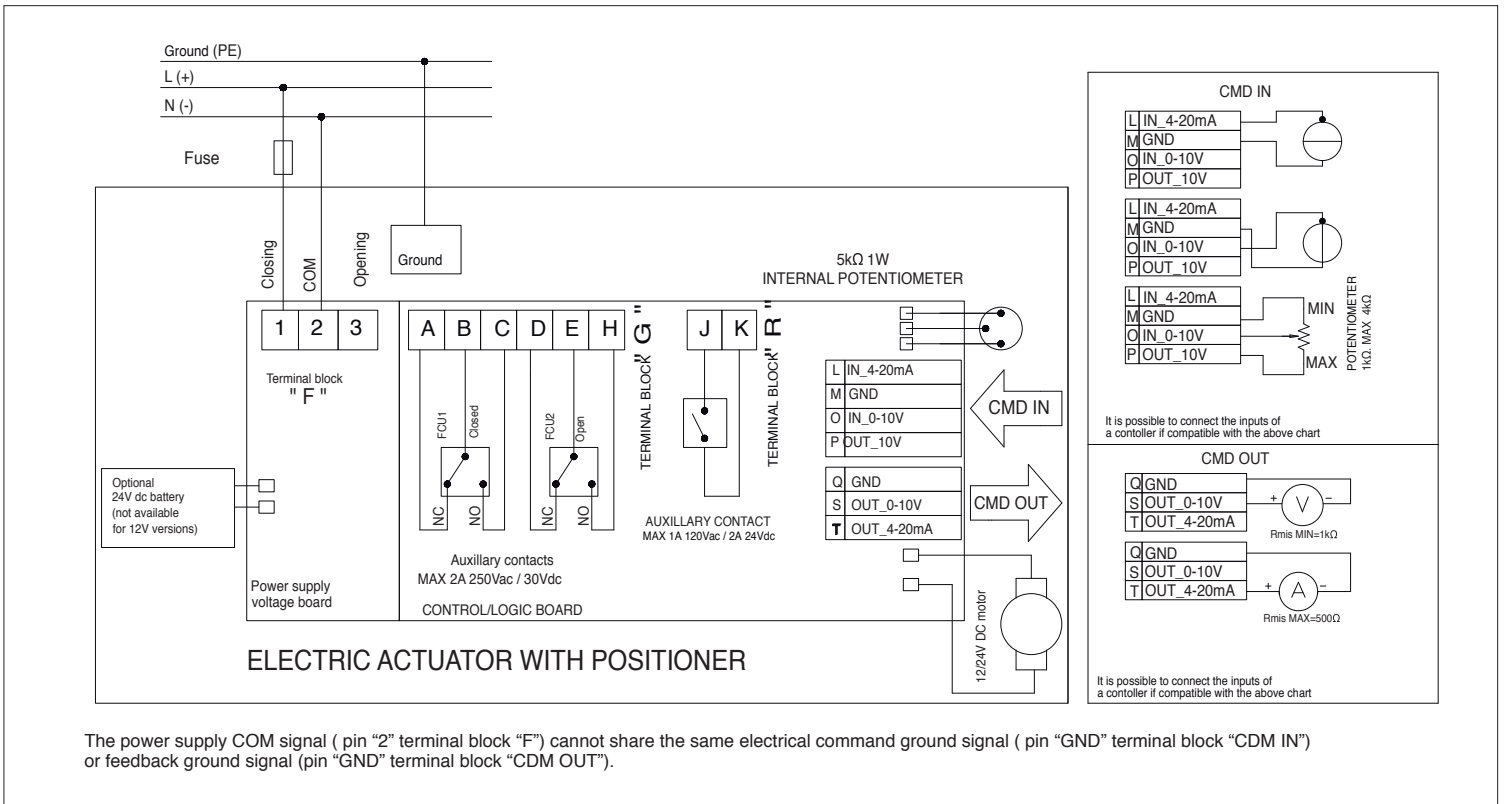 Ground (PE)
L (+)
N (-)
Fuse
Closing
COM
Opening
Ground
1 2 3
Terminal block
" F "
Optional
24V dc battery
(not available
for 12V versions)
Power supply
voltage board
A B C D E H
TERMINAL BLOCK " G "
FCU1
Closed
NC
NO
FCU2
Open
NC
NO
Auxillary contacts
MAX 2A 250Vac / 30Vdc
CONTROL/LOGIC BOARD
J K
TERMINAL BLOCK " R "
AUXILLARY CONTACT
MAX 1A 120Vac / 2A 24Vdc
5kΩ 1W
INTERNAL POTENTIOMETER
L IN_4-20mA
M GND
O IN_0-10V
P OUT_10V
CMD IN
Q GND
S OUT_0-10V
T OUT_4-20mA
CMD OUT
12/24V DC motor
ELECTRIC ACTUATOR WITH POSITIONER
CMD IN
L IN_4-20mA
M GND
O IN_0-10V
P OUT_10V
L IN_4-20mA
M GND
O IN_0-10V
P OUT_10V
L IN_4-20mA
M GND
O IN_0-10V
P OUT_10V
MIN
MAX
POTENTIOMETER
1kΩ. MAX 4kΩ
It is possible to connect the inputs of
a contoller if compatible with the above chart
CMD OUT
Q GND
S OUT_0-10V
T OUT_4-20mA
+ V -
Rmis MIN=1kΩ
Q GND
S OUT_0-10V
T OUT_4-20mA
+ A -
Rmis MAX=500Ω
It is possible to connect the inputs of
a contoller if compatible with the above chart
The power supply COM signal ( pin “2” terminal block “F”) cannot share the same electrical command ground signal ( pin “GND” terminal block “CDM IN”)
or feedback ground signal (pin “GND” terminal block “CDM OUT”).